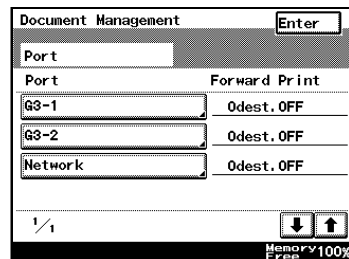 Document Management Enter
Port
Port Forward Print
G3-1 0dest. OFF
G3-2 0dest. OFF
Network 0dest. OFF
1/1
Memory Free 100%